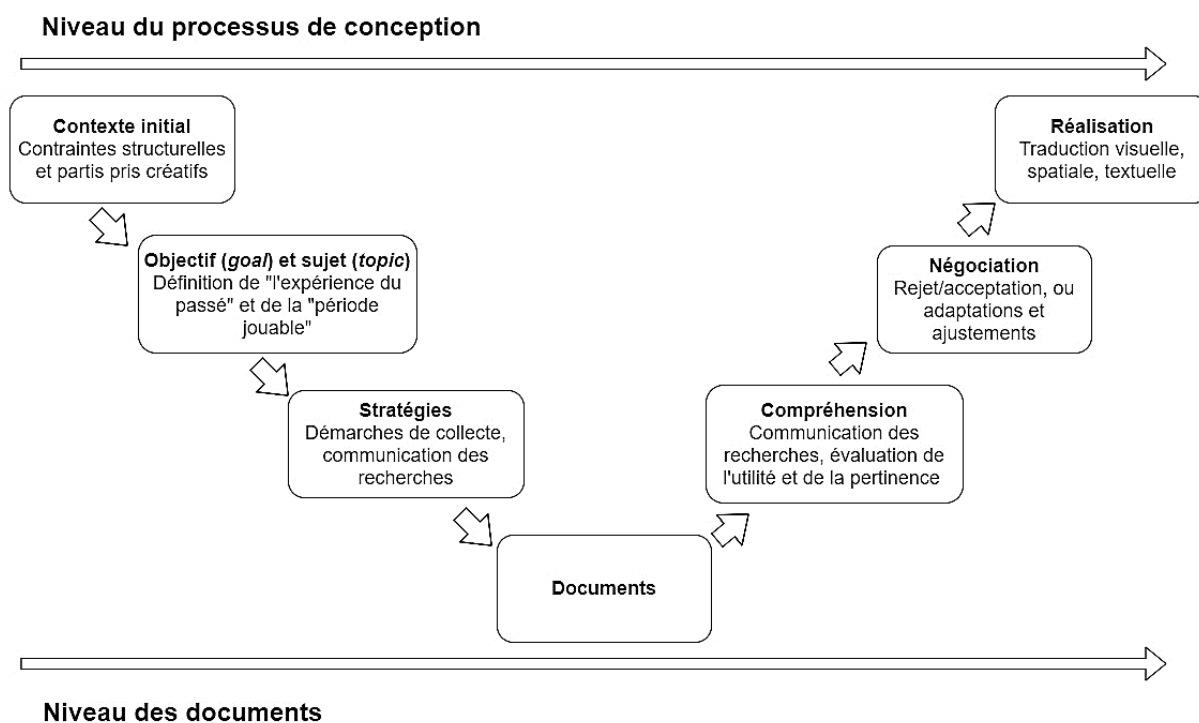 Niveau du processus de conception
Contexte initial
Contraintes structurelles
et partis pris créatifs
Objectif (goal) et sujet (topic)
Définition de "l'expérience du
passé" et de la "période
jouable"
Stratégies
Démarches de collecte,
communication des
recherches
Documents
Compréhension
Communication des
recherches, évaluation de
l'utilité et de la pertinence
Négociation
Rejet/acceptation, ou
adaptations et
ajustements
Réalisation
Traduction visuelle,
spatiale, textuelle
Niveau des documents